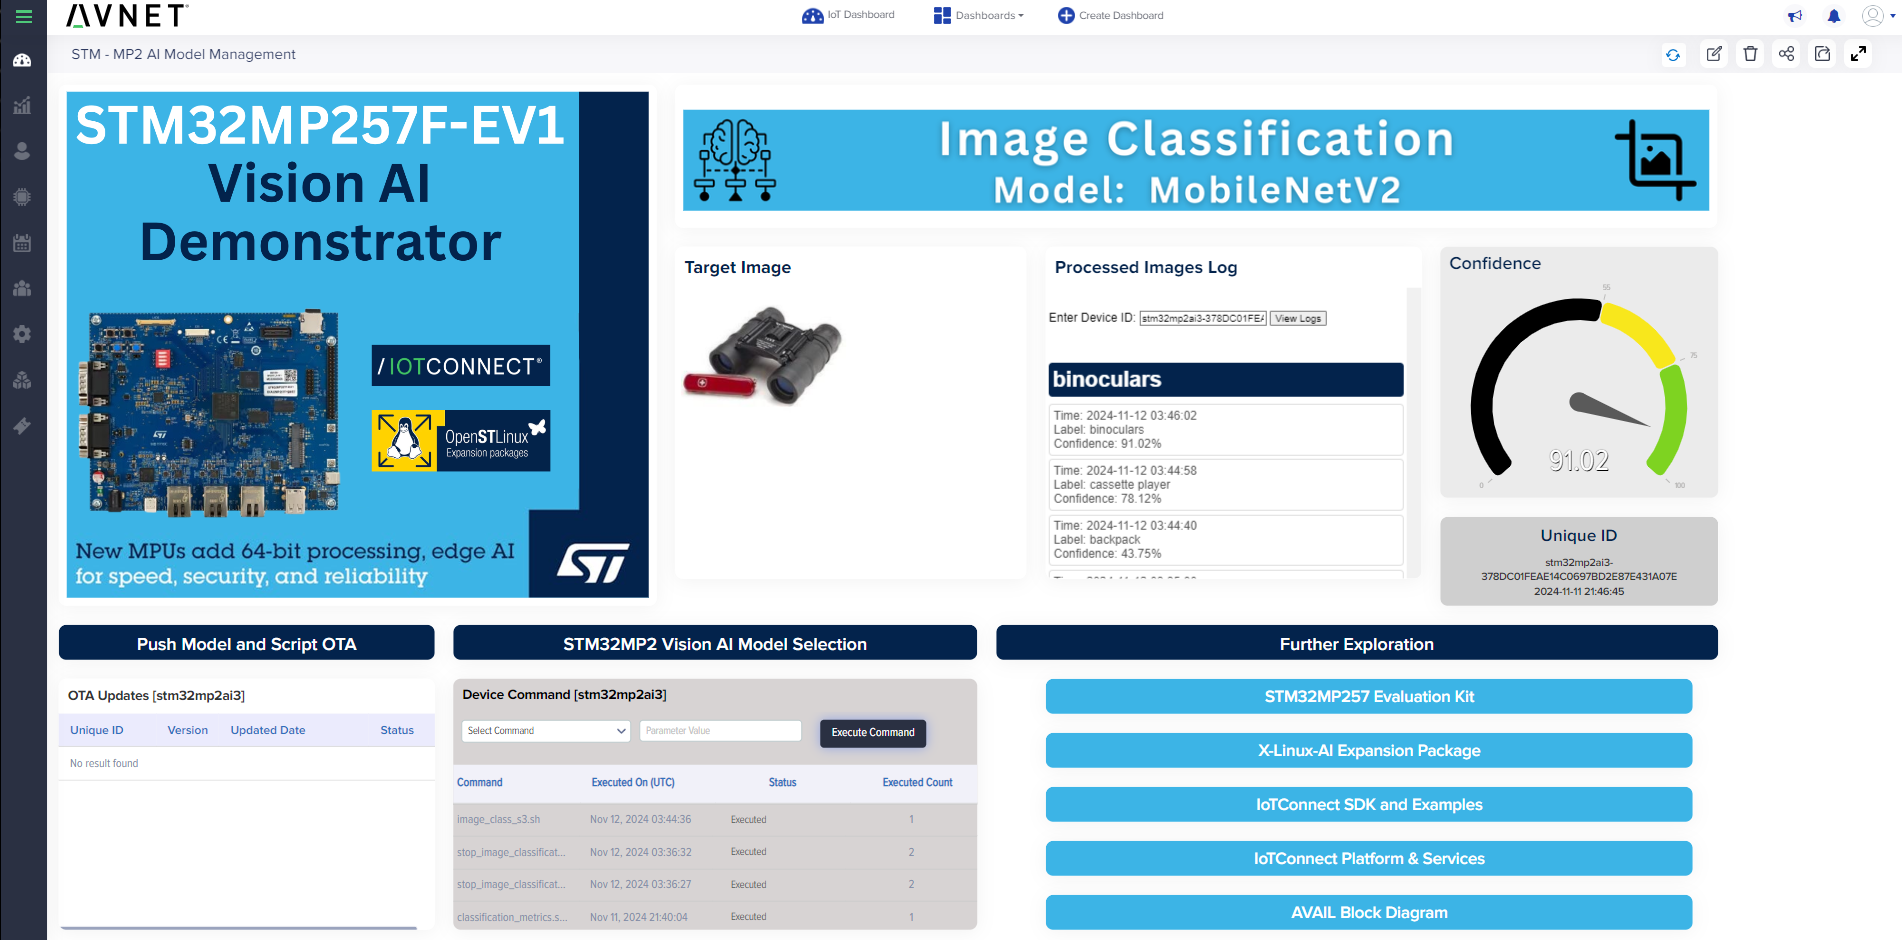 AVNET®
IoT Dashboard
Dashboards
Create Dashboard
STM - MP2 AI Model Management
STM32MP257F-EV1
Vision AI
Demonstrator
/IOTCONNECT®
OpenSTLinux
Expansion packages
New MPUs add 64-bit processing, edge AI
for speed, security, and reliability
ST
Image Classification
Model: MobileNetV2
Target Image
Processed Images Log
Enter Device ID: stm32mp2ai3-378DC01FEA View Logs
binoculars
Time: 2024-11-12 03:46:02
Label: binoculars
Confidence: 91.02%
Time: 2024-11-12 03:44:58
Label: cassette player
Confidence: 78.12%
Time: 2024-11-12 03:44:40
Label: backpack
Confidence: 43.75%
Confidence
55
75
91.02
0
100
Unique ID
stm32mp2ai3-
378DC01FEAE14C0697BD2E87E431A07E
2024-11-11 21:46:45
Push Model and Script OTA
OTA Updates [stm32mp2ai3]
Unique ID Version Updated Date Status
No result found
STM32MP2 Vision AI Model Selection
Device Command [stm32mp2ai3]
Select Command Parameter Value Execute Command
Command Executed On (UTC) Status Executed Count
image_class_s3.sh Nov 12, 2024 03:44:36 Executed 1
stop_image_classificat... Nov 12, 2024 03:36:32 Executed 2
stop_image_classificat... Nov 12, 2024 03:36:27 Executed 2
classification_metrics.s... Nov 11, 2024 21:40:04 Executed 1
Further Exploration
STM32MP257 Evaluation Kit
X-Linux-AI Expansion Package
IoTConnect SDK and Examples
IoTConnect Platform & Services
AVAIL Block Diagram